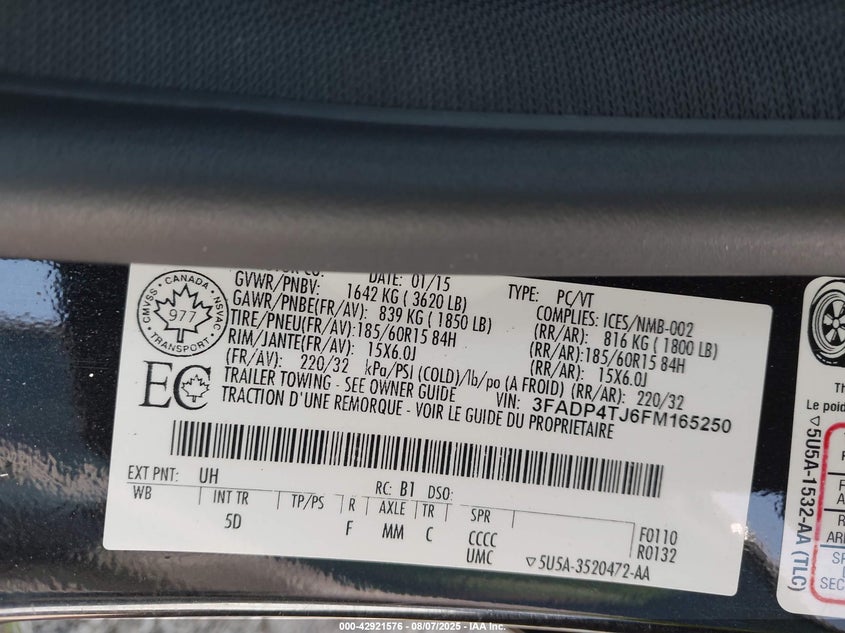 DATE: 01/15
GVWR/PNBV: 1642 KG ( 3620 LB) TYPE: PC/VT
GAWR/PNBE(FR/AV): 839 KG ( 1850 LB) COMPLIES: ICES/NMB-002
(RR/AR): 816 KG ( 1800 LB)
TIRE/PNEU(FR/AV):185/60R15 84H (RR/AR):185/60R15 84H
RIM/JANTE(FR/AV): 15X6.0J (RR/AR): 15X6.0J
(FR/AV): 220/32 kPa/PSI (COLD)/lb/po (A FROID) (RR/AR): 220/32
TRAILER TOWING - SEE OWNER GUIDE VIN: 3FADP4TJ6FM165250
TRACTION D'UNE REMORQUE - VOIR LE GUIDE DU PROPRIETAIRE
CANADA
CMVSS NSVAC
977
TRANSPORT
EC
EXT PNT: UH RC: B1 DSO:
WB INT TR TP/PS R AXLE TR SPR
5D F MM C CCCC F0110
UMC R0132
▽5U5A-3520472-AA
Th
Le poid
▽5U5A-1532-AA (TLC)
F
A
R
ARI
SP
SEC
000-42921576 - 08/07/2025 - IAA Inc.